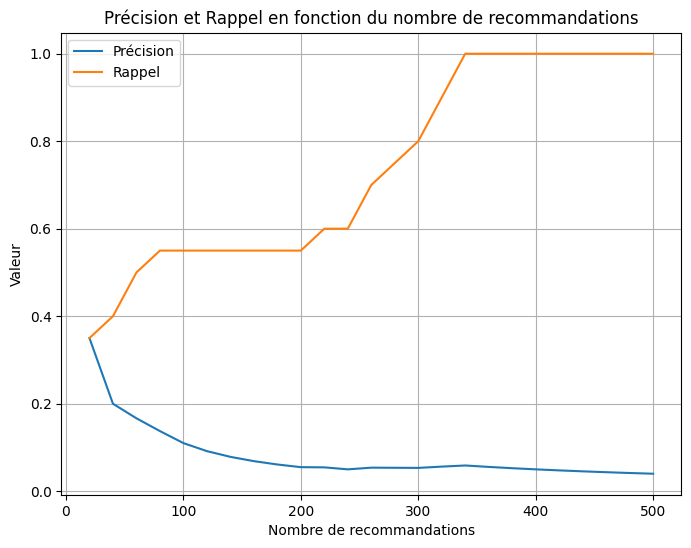 Précision et Rappel en fonction du nombre de recommandations
Précision
Rappel
Valeur
1.0
0.8
0.6
0.4
0.2
0.0
0 100 200 300 400 500
Nombre de recommandations